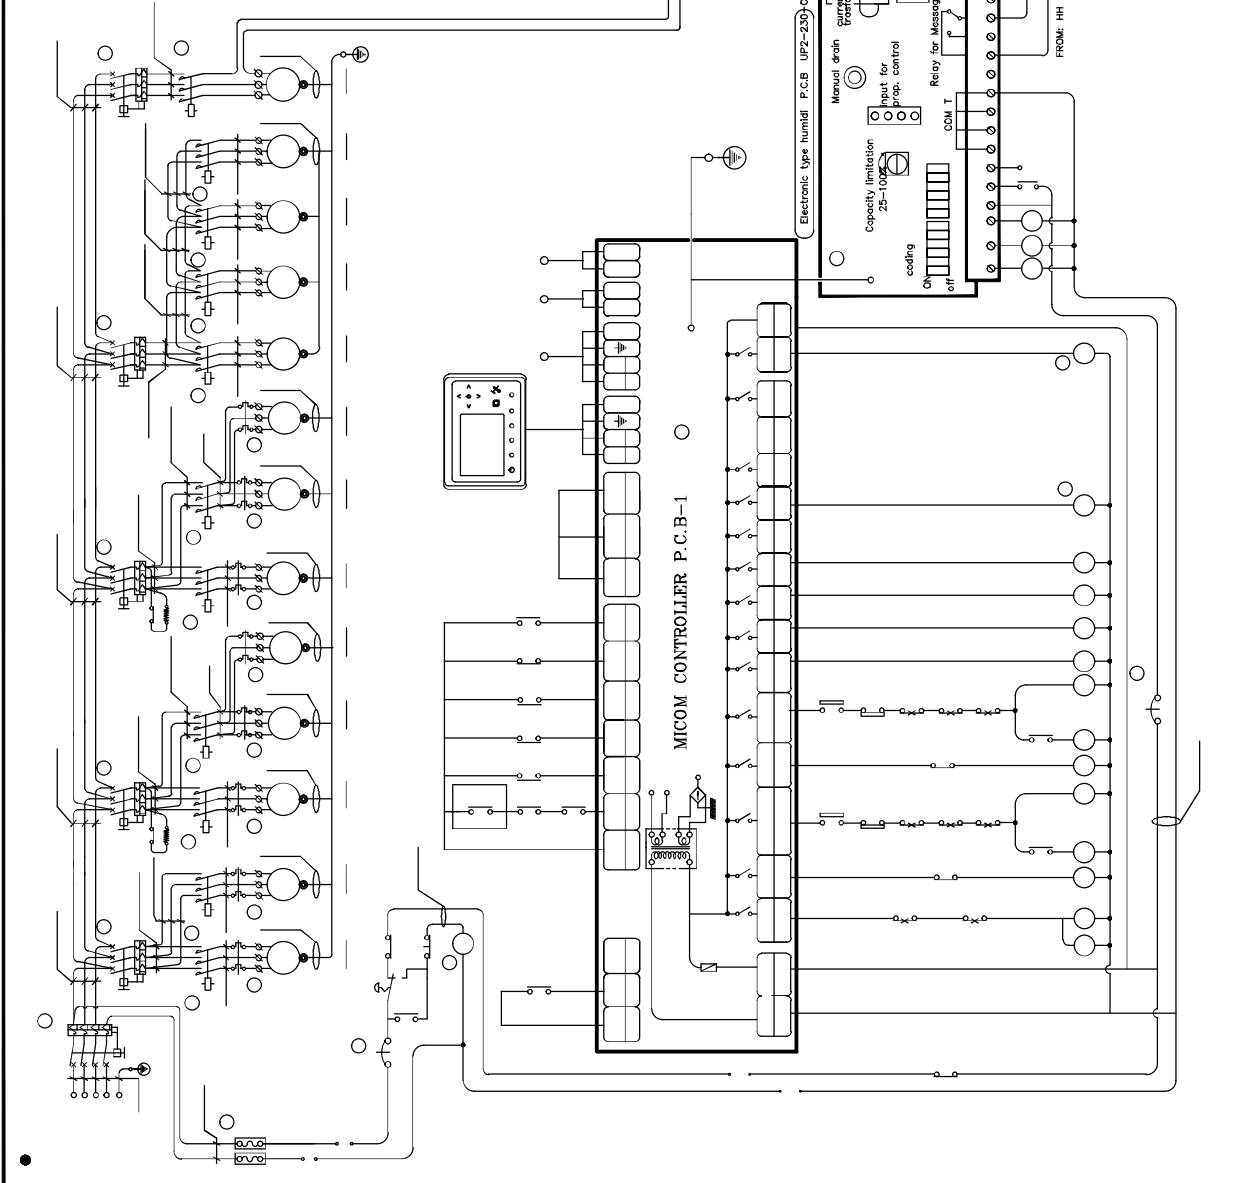 Electronic type humidi P.C.B UP2-230-C
Manual drain
current
Input for
prop. control
Capacity limitation
25-100%
coding
ON
off
Relay for Messag
COM T
FROM: HH
MICOM CONTROLLER P.C.B-1